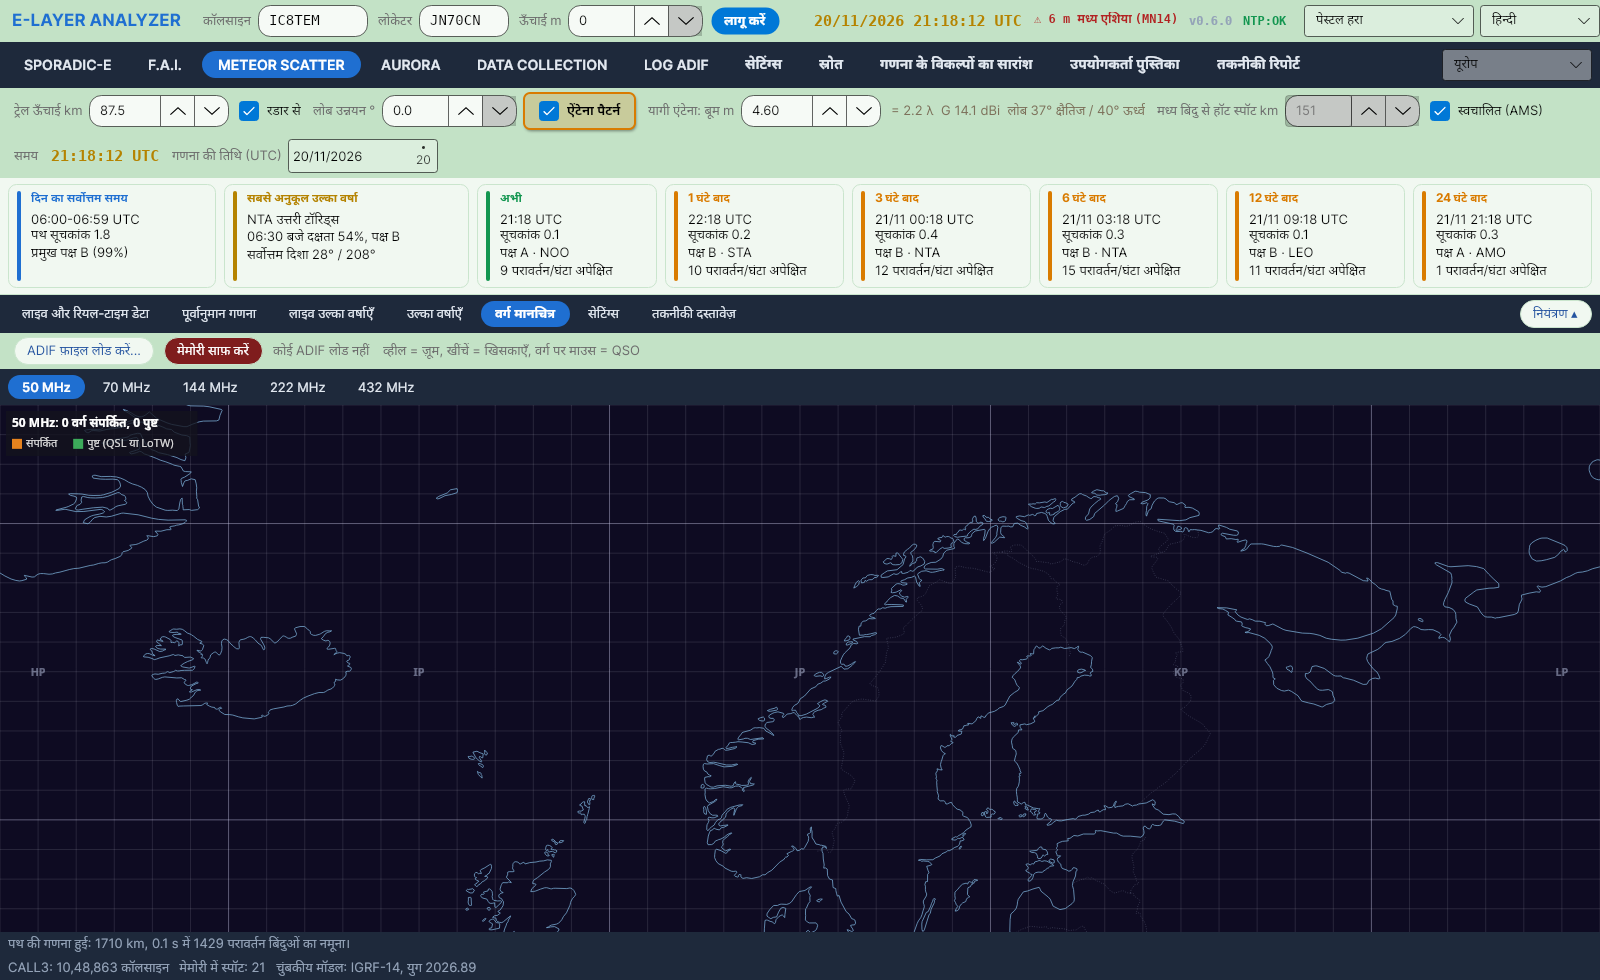 E-LAYER ANALYZER कॉलसाइन IC8TEM लोकेटर JN70CN ऊँचाई m 0 लागू करें 20/11/2026 21:18:12 UTC ⚠ 6 m मध्य एशिया (MN14) v0.6.0 NTP:OK पेस्टल हरा हिन्दी
SPORADIC-E F.A.I. METEOR SCATTER AURORA DATA COLLECTION LOG ADIF सेटिंग्स स्रोत गणना के विकल्पों का सारांश उपयोगकर्ता पुस्तिका तकनीकी रिपोर्ट यूरोप
ट्रेल ऊँचाई km 87.5 रडार से लोब उन्नयन ° 0.0 ऐंटेना पैटर्न यागी एंटेना: बूम m 4.60 = 2.2 λ G 14.1 dBi लोब 37° क्षैतिज / 40° ऊर्ध्व मध्य बिंदु से हॉट स्पॉट km 151 स्वचालित (AMS)
समय 21:18:12 UTC गणना की तिथि (UTC) 20/11/2026 20
दिन का सर्वोत्तम समय
06:00-06:59 UTC
पथ सूचकांक 1.8
प्रमुख पक्ष B (99%)
सबसे अनुकूल उल्का वर्षा
NTA उत्तरी टॉरिड्स
06:30 बजे दक्षता 54%, पक्ष B
सर्वोत्तम दिशा 28° / 208°
अभी
21:18 UTC
सूचकांक 0.1
पक्ष A · NOO
9 परावर्तन/घंटा अपेक्षित
1 घंटे बाद
22:18 UTC
सूचकांक 0.2
पक्ष B · STA
10 परावर्तन/घंटा अपेक्षित
3 घंटे बाद
21/11 00:18 UTC
सूचकांक 0.4
पक्ष B · NTA
12 परावर्तन/घंटा अपेक्षित
6 घंटे बाद
21/11 03:18 UTC
सूचकांक 0.3
पक्ष B · NTA
15 परावर्तन/घंटा अपेक्षित
12 घंटे बाद
21/11 09:18 UTC
सूचकांक 0.1
पक्ष B · LEO
11 परावर्तन/घंटा अपेक्षित
24 घंटे बाद
21/11 21:18 UTC
सूचकांक 0.3
पक्ष A · AMO
1 परावर्तन/घंटा अपेक्षित
लाइव और रियल-टाइम डेटा पूर्वानुमान गणना लाइव उल्का वर्षाएँ उल्का वर्षाएँ वर्ग मानचित्र सेटिंग्स तकनीकी दस्तावेज़ नियंत्रण ▴
ADIF फ़ाइल लोड करें... मेमोरी साफ़ करें कोई ADIF लोड नहीं व्हील = ज़ूम, खींचें = खिसकाएँ, वर्ग पर माउस = QSO
50 MHz 70 MHz 144 MHz 222 MHz 432 MHz
50 MHz: 0 वर्ग संपर्कित, 0 पुष्ट
संपर्कित पुष्ट (QSL या LoTW)
HP IP JP KP LP
पथ की गणना हुई: 1710 km, 0.1 s में 1429 परावर्तन बिंदुओं का नमूना।
CALL3: 10,48,863 कॉलसाइन मेमोरी में स्पॉट: 21 चुंबकीय मॉडल: IGRF-14, युग 2026.89